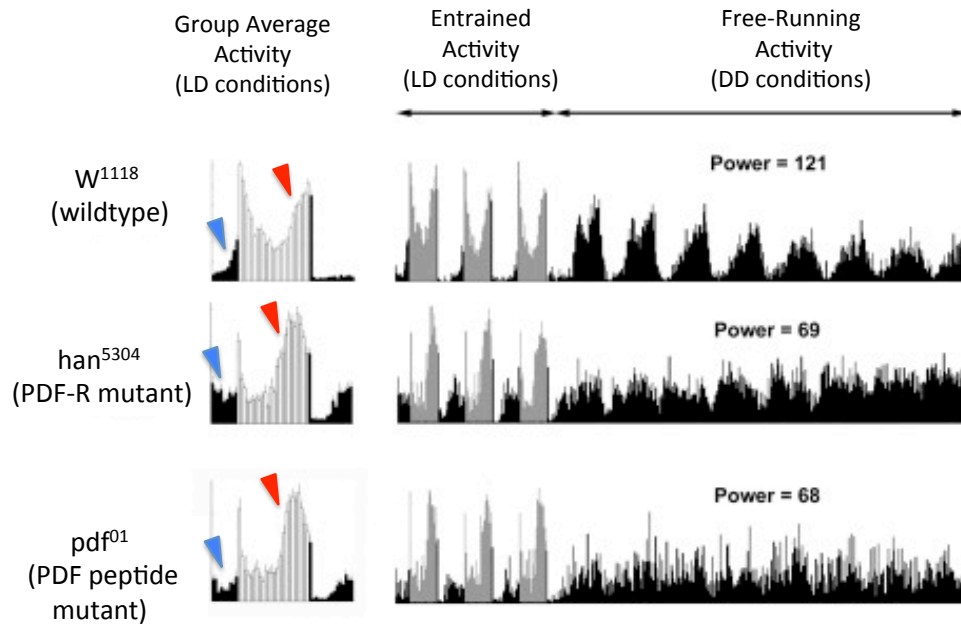 Group Average
Activity
(LD conditions)
Entrained
Activity
(LD conditions)
Free-Running
Activity
(DD conditions)
W1118
(wildtype)
Power = 121
han5304
(PDF-R mutant)
Power = 69
pdf01
(PDF peptide
mutant)
Power = 68